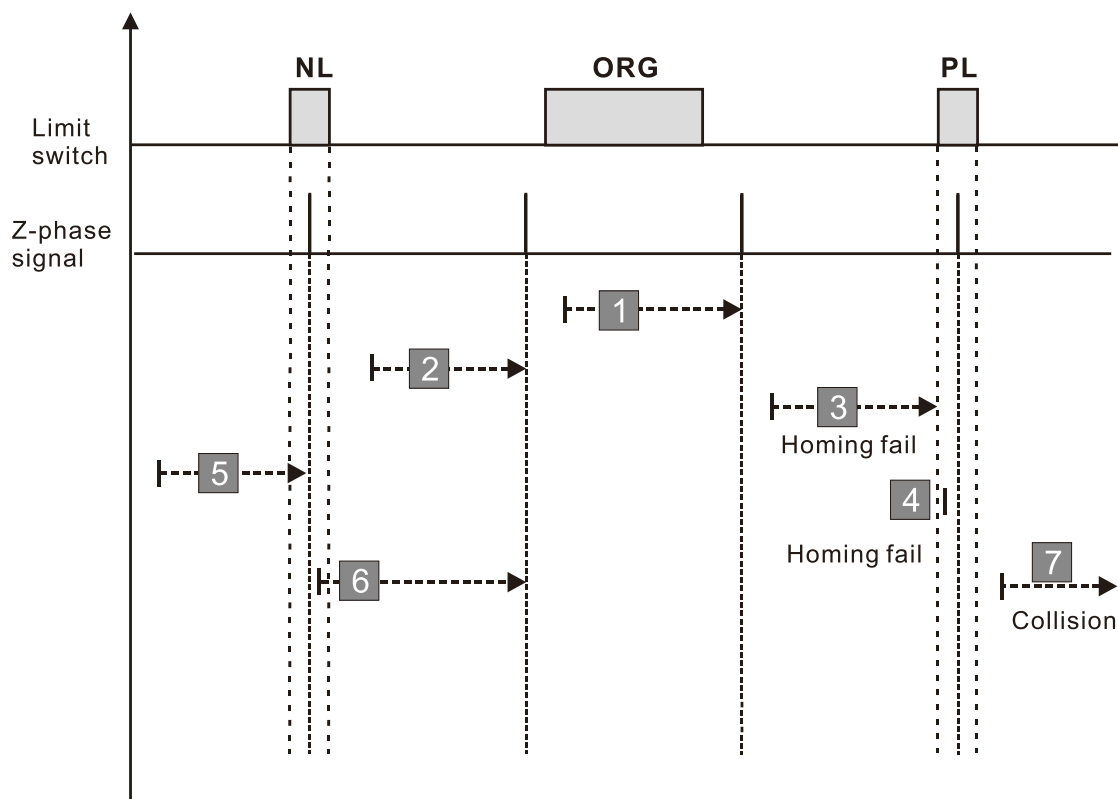 NL
ORG
PL
Limit
switch
Z-phase
signal
1
2
3
Homing fail
5
4
Homing fail
6
7
Collision